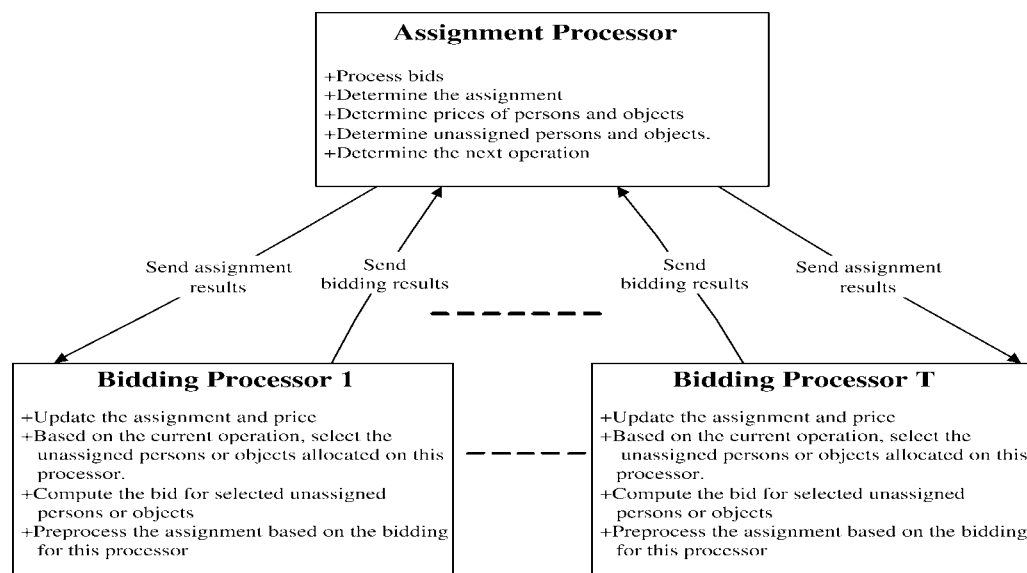 Assignment Processor
+Process bids
+Determine the assignment
+Determine prices of persons and objects
+Determine unassigned persons and objects.
+Determine the next operation
Send assignment
results
Send
bidding results
Send
bidding results
Send assignment
results
Bidding Processor 1
+Update the assignment and price
+Based on the current operation, select the
unassigned persons or objects allocated on this
processor.
+Compute the bid for selected unassigned
persons or objects
+Preprocess the assignment based on the bidding
for this processor
Bidding Processor T
+Update the assignment and price
+Based on the current operation, select the
unassigned persons or objects allocated on this
processor.
+Compute the bid for selected unassigned
persons or objects
+Preprocess the assignment based on the bidding
for this processor